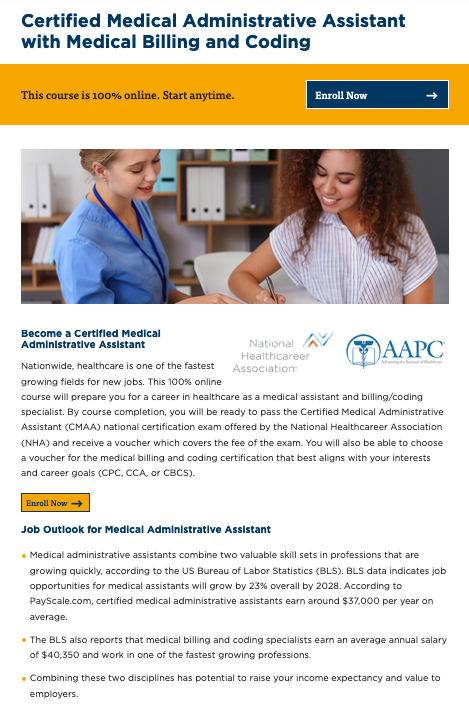 Certified Medical Administrative Assistant
with Medical Billing and Coding
This course is 100% online. Start anytime.
Enroll Now →
Become a Certified Medical
Administrative Assistant
National
Healthcareer
Association
AAPC
Advancing the Business of Healthcare
Nationwide, healthcare is one of the fastest
growing fields for new jobs. This 100% online
course will prepare you for a career in healthcare as a medical assistant and billing/coding
specialist. By course completion, you will be ready to pass the Certified Medical Administrative
Assistant (CMAA) national certification exam offered by the National Healthcareer Association
(NHA) and receive a voucher which covers the fee of the exam. You will also be able to choose
a voucher for the medical billing and coding certification that best aligns with your interests
and career goals (CPC, CCA, or CBCS).
Enroll Now →
Job Outlook for Medical Administrative Assistant
• Medical administrative assistants combine two valuable skill sets in professions that are
growing quickly, according to the US Bureau of Labor Statistics (BLS). BLS data indicates job
opportunities for medical assistants will grow by 23% overall by 2028. According to
PayScale.com, certified medical administrative assistants earn around $37,000 per year on
average.
• The BLS also reports that medical billing and coding specialists earn an average annual salary
of $40,350 and work in one of the fastest growing professions.
• Combining these two disciplines has potential to raise your income expectancy and value to
employers.